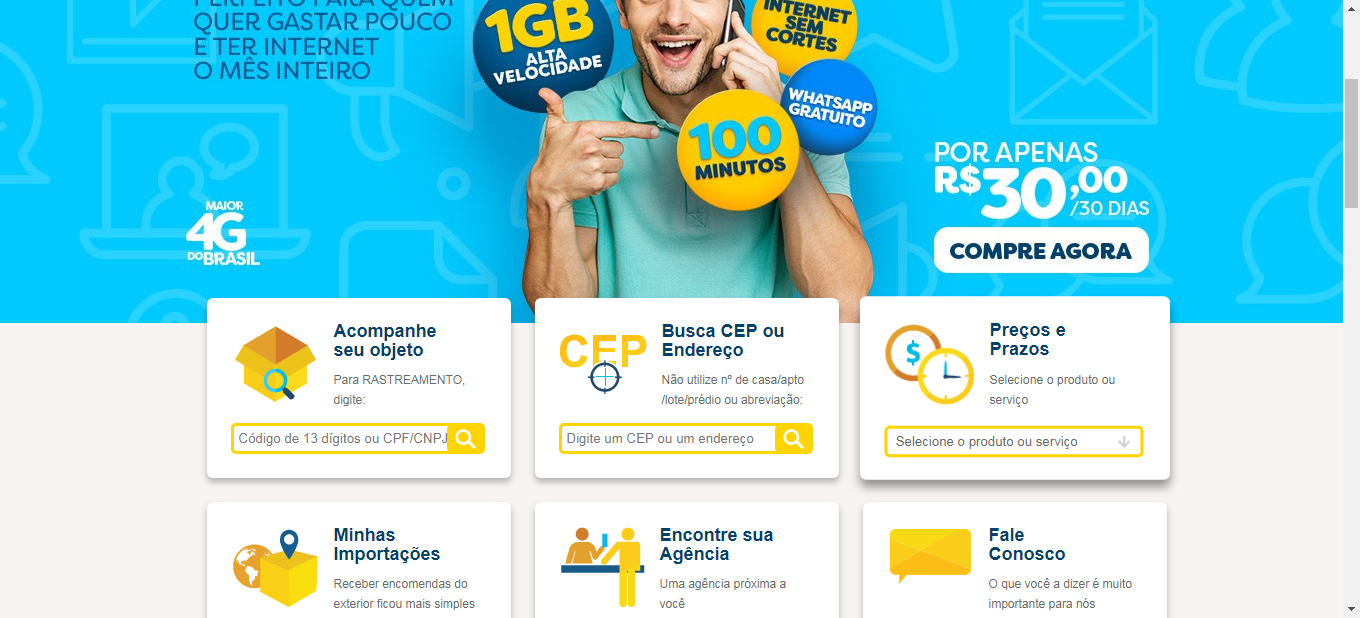 PERFEITO PARA QUEM
QUER GASTAR POUCO
E TER INTERNET
O MÊS INTEIRO
1GB
ALTA
VELOCIDADE
INTERNET
SEM
CORTES
WHATSAPP
GRATUITO
100
MINUTOS
POR APENAS
R$30,00
/30 DIAS
COMPRE AGORA
MAIOR
4G
DO BRASIL
Acompanhe
seu objeto
Para RASTREAMENTO,
digite:
Código de 13 dígitos ou CPF/CNPJ
CEP
Busca CEP ou
Endereço
Não utilize nº de casa/apto
/lote/prédio ou abreviação:
Digite um CEP ou um endereço
$
Preços e
Prazos
Selecione o produto ou
serviço
Selecione o produto ou serviço
Minhas
Importações
Receber encomendas do
exterior ficou mais simples
Encontre sua
Agência
Uma agência próxima a
você
Fale
Conosco
O que você a dizer é muito
importante para nós